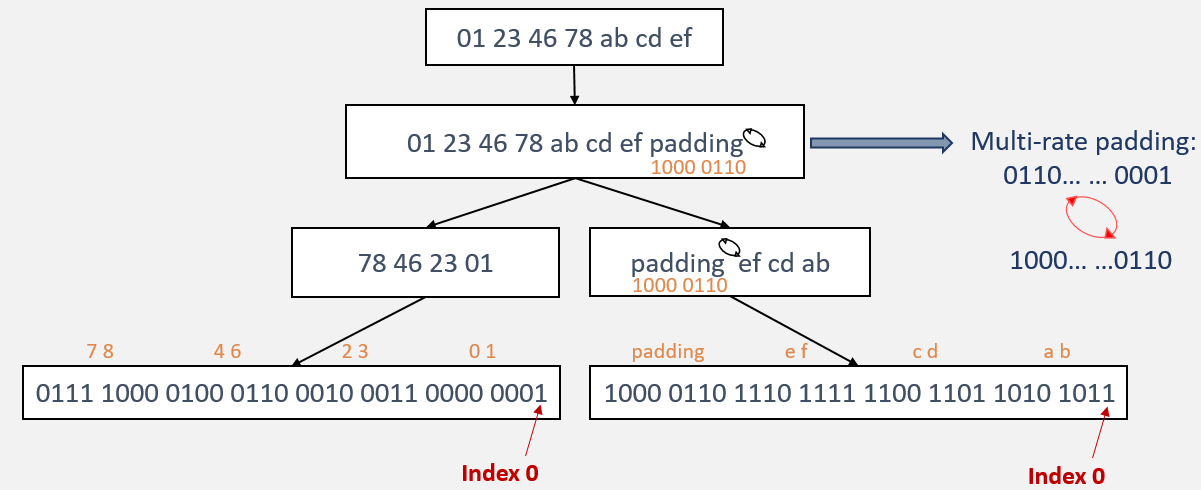 01 23 46 78 ab cd ef
01 23 46 78 ab cd ef padding
1000 0110
Multi-rate padding:
0110... ... 0001
1000... ...0110
78 46 23 01
padding ef cd ab
1000 0110
7 8 4 6 2 3 0 1
0111 1000 0100 0110 0010 0011 0000 0001
Index 0
padding e f c d a b
1000 0110 1110 1111 1100 1101 1010 1011
Index 0